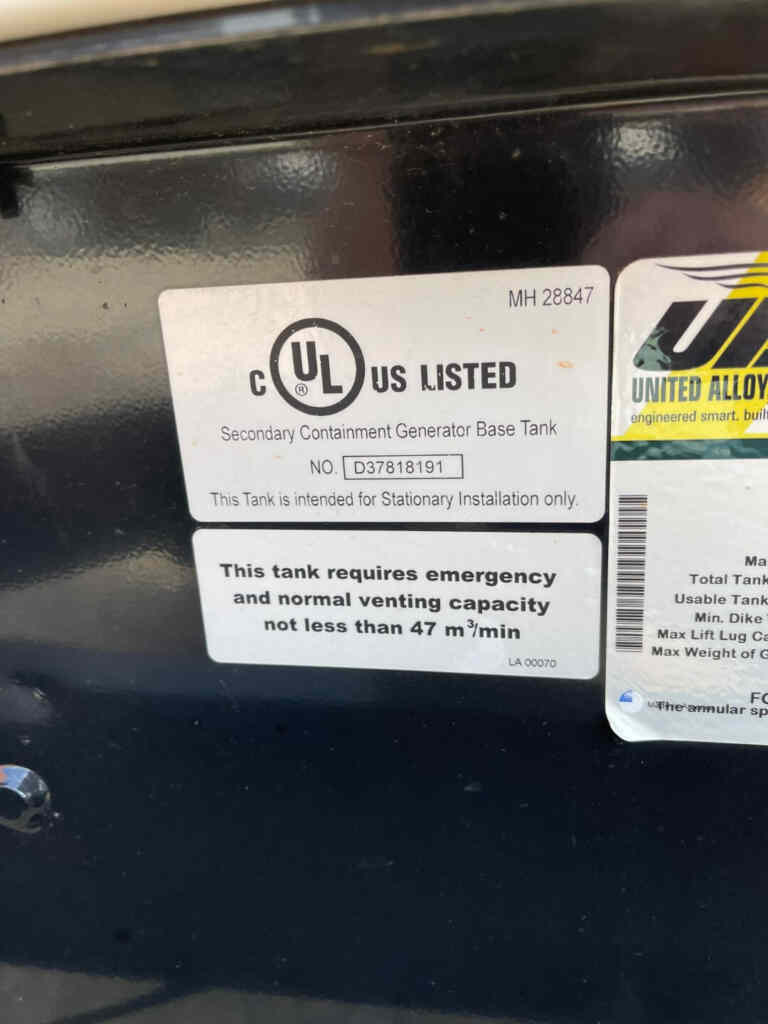 MH 28847
C UL ® US LISTED
Secondary Containment Generator Base Tank
NO. D37818191
This Tank is intended for Stationary Installation only.
This tank requires emergency
and normal venting capacity
not less than 47 m³/min
LA 00070
UNITED ALLOY
engineered smart.
Total Tank
Usable Tank
Min. Dike
Max Lift Lug
Max Weight of
The annular